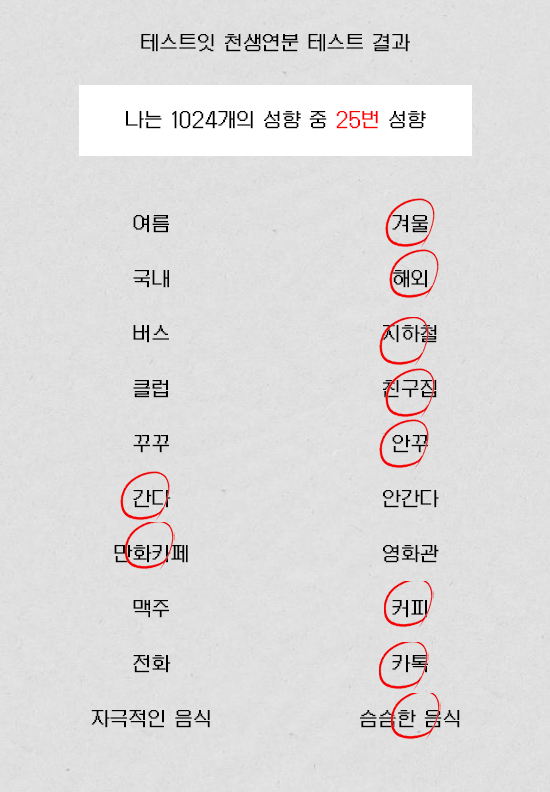 테스트잇 천생연분 테스트 결과
나는 1024개의 성향 중 25번 성향
여름 겨울
국내 해외
버스 지하철
클럽 친구집
꾸꾸 안꾸
간다 안간다
만화카페 영화관
맥주 커피
전화 카톡
자극적인 음식 슴슴한 음식